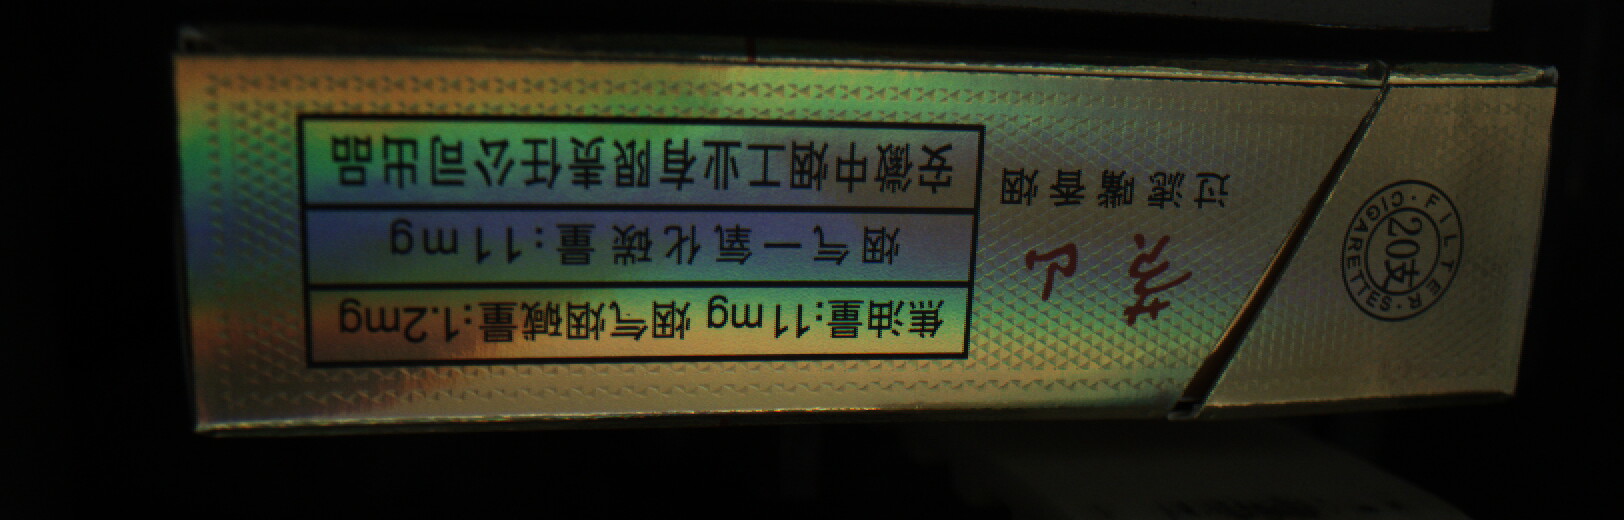 FILTER·CIGARETTES·
20支
黄山
过滤嘴香烟
焦油量:11mg 烟气烟碱量:1.2mg
烟气一氧化碳量:11mg
安徽中烟工业有限责任公司出品